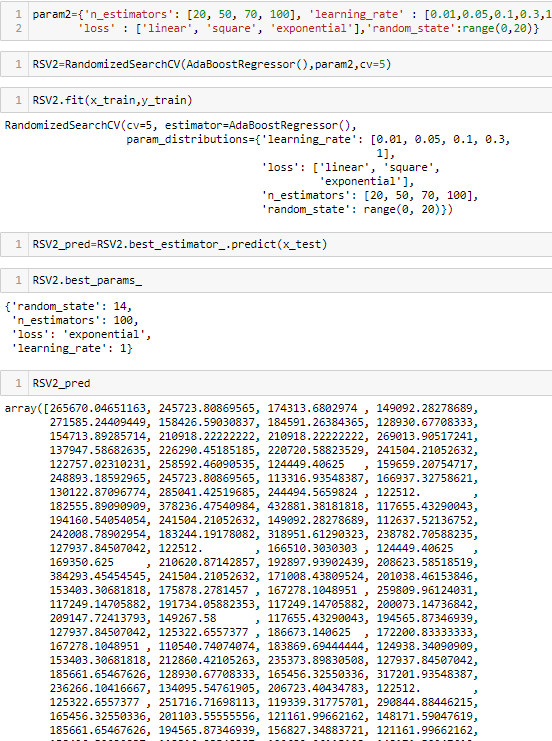 1 param2={'n_estimators': [20, 50, 70, 100], 'learning_rate' : [0.01,0.05,0.1,0.3,1
2 'loss' : ['linear', 'square', 'exponential'],'random_state':range(0,20)}
1 RSV2=RandomizedSearchCV(AdaBoostRegressor(),param2,cv=5)
1 RSV2.fit(x_train,y_train)
RandomizedSearchCV(cv=5, estimator=AdaBoostRegressor(),
param_distributions={'learning_rate': [0.01, 0.05, 0.1, 0.3,
1],
'loss': ['linear', 'square',
'exponential'],
'n_estimators': [20, 50, 70, 100],
'random_state': range(0, 20)})
1 RSV2_pred=RSV2.best_estimator_.predict(x_test)
1 RSV2.best_params_
{'random_state': 14,
'n_estimators': 100,
'loss': 'exponential',
'learning_rate': 1}
1 RSV2_pred
array([265670.04651163, 245723.80869565, 174313.6802974 , 149092.28278689,
271585.24409449, 158426.59030837, 184591.26384365, 128930.67708333,
154713.89285714, 210918.22222222, 210918.22222222, 269013.90517241,
137947.58682635, 226290.45185185, 220720.58823529, 241504.21052632,
122757.02310231, 258592.46090535, 124449.40625 , 159659.20754717,
248893.18592965, 245723.80869565, 113316.93548387, 166937.32758621,
130122.87096774, 285041.42519685, 244494.5659824 , 122512. ,
182555.89090909, 378236.47540984, 432881.38181818, 117655.43290043,
194160.54054054, 241504.21052632, 149092.28278689, 112637.52136752,
242008.78902954, 183244.19178082, 318951.61290323, 238782.70588235,
127937.84507042, 122512. , 166510.3030303 , 124449.40625 ,
169350.625 , 210620.87142857, 192897.93902439, 208623.58518519,
384293.45454545, 241504.21052632, 171008.43809524, 201038.46153846,
153403.30681818, 175878.2781457 , 167278.1048951 , 259809.96124031,
117249.14705882, 191734.05882353, 117249.14705882, 200073.14736842,
209147.72413793, 149267.58 , 117655.43290043, 194565.87346939,
127937.84507042, 125322.6557377 , 186673.140625 , 172200.83333333,
167278.1048951 , 110540.74074074, 183869.69444444, 124938.34090909,
153403.30681818, 212860.42105263, 235373.89830508, 127937.84507042,
185661.65467626, 128930.67708333, 165456.32550336, 317201.93548387,
236266.10416667, 134095.54761905, 206723.40434783, 122512. ,
125322.6557377 , 251716.71698113, 119339.31775701, 290844.88446215,
165456.32550336, 201103.55555556, 121161.99662162, 148171.59047619,
185661.65467626, 194565.87346939, 156827.34883721, 121161.99662162,